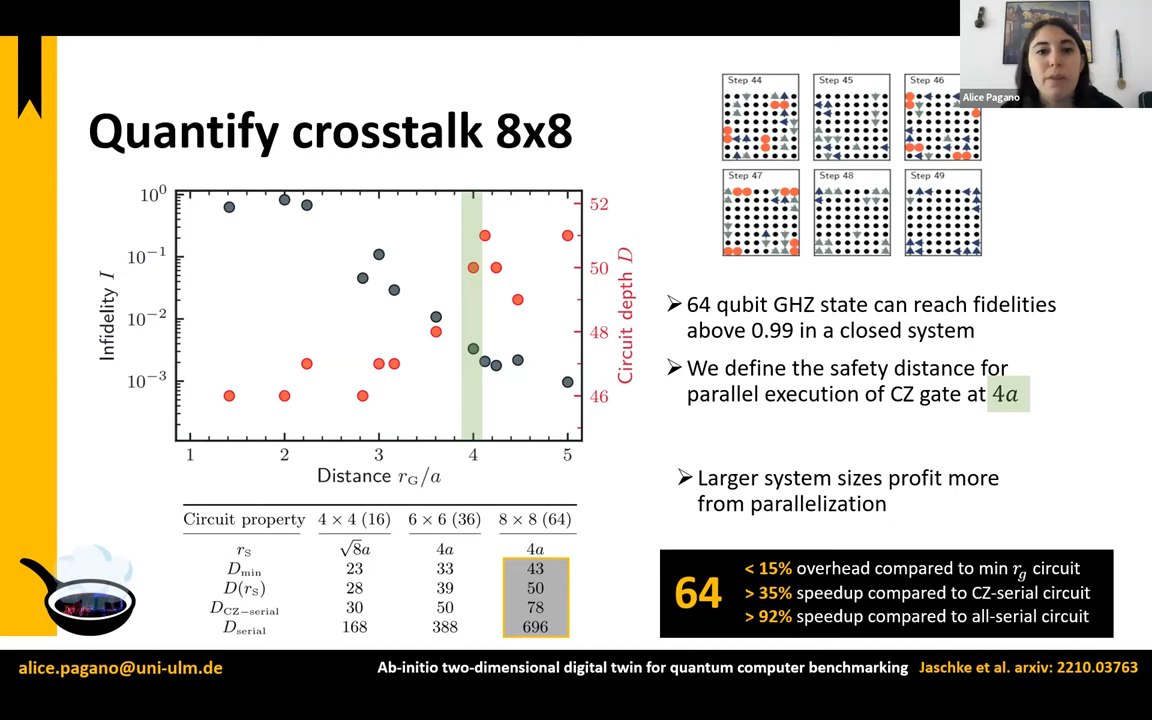 Step 44
Step 45
Step 46
Alice Pagano
Quantify crosstalk 8x8
Step 47
Step 48
Step 49
10⁰
10⁻¹
10⁻²
10⁻³
Infidelity I
52
50
48
46
Circuit depth D
1 2 3 4 5
Distance r_G/a
➢ 64 qubit GHZ state can reach fidelities
above 0.99 in a closed system
➢ We define the safety distance for
parallel execution of CZ gate at 4a
➢ Larger system sizes profit more
from parallelization
Circuit property 4 × 4 (16) 6 × 6 (36) 8 × 8 (64)
r_S √8a 4a 4a
D_min 23 33 43
D(r_S) 28 39 50
D_CZ−serial 30 50 78
D_serial 168 388 696
64
< 15% overhead compared to min r_g circuit
> 35% speedup compared to CZ-serial circuit
> 92% speedup compared to all-serial circuit
alice.pagano@uni-ulm.de
Ab-initio two-dimensional digital twin for quantum computer benchmarking Jaschke et al. arxiv: 2210.03763